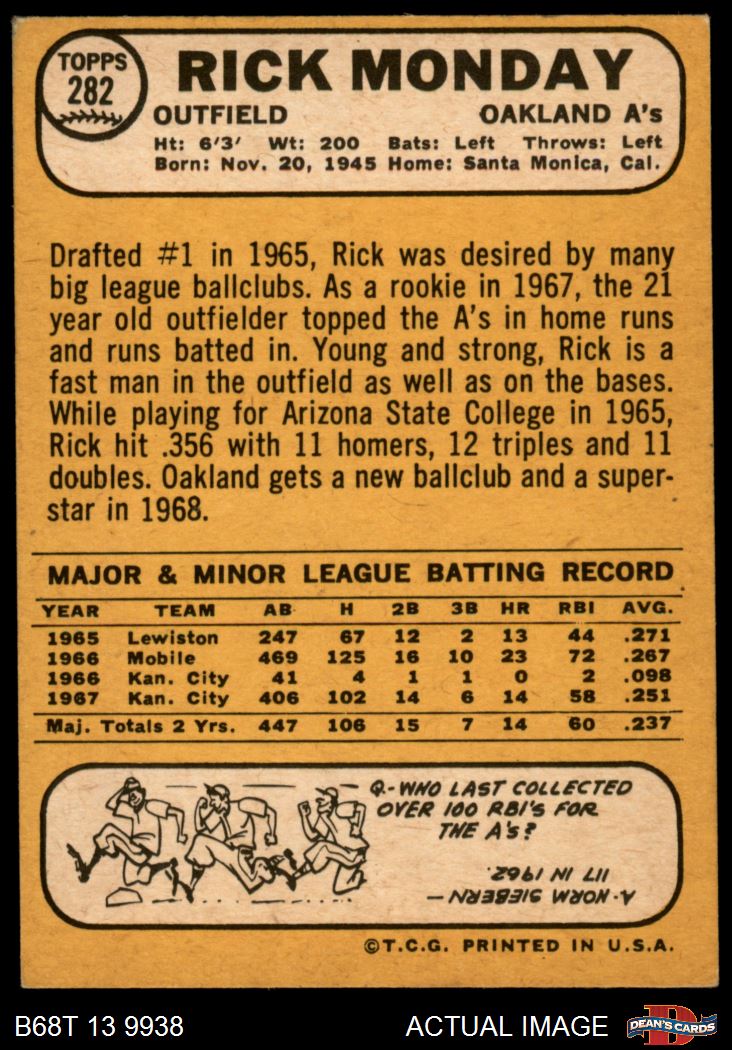 TOPPS
282
RICK MONDAY
OUTFIELD OAKLAND A's
Ht: 6'3' Wt: 200 Bats: Left Throws: Left
Born: Nov. 20, 1945 Home: Santa Monica, Cal.
Drafted #1 in 1965, Rick was desired by many
big league ballclubs. As a rookie in 1967, the 21
year old outfielder topped the A's in home runs
and runs batted in. Young and strong, Rick is a
fast man in the outfield as well as on the bases.
While playing for Arizona State College in 1965,
Rick hit .356 with 11 homers, 12 triples and 11
doubles. Oakland gets a new ballclub and a super-
star in 1968.
MAJOR & MINOR LEAGUE BATTING RECORD
YEAR TEAM AB H 2B 3B HR RBI AVG.
1965 Lewiston 247 67 12 2 13 44 .271
1966 Mobile 469 125 16 10 23 72 .267
1966 Kan. City 41 4 1 1 0 2 .098
1967 Kan. City 406 102 14 6 14 58 .251
Maj. Totals 2 Yrs. 447 106 15 7 14 60 .237
Q.-WHO LAST COLLECTED
OVER 100 RBI'S FOR
THE A's?
A-NORM SIEBERN—
117 IN 1962.
©T.C.G. PRINTED IN U.S.A.
B68T 13 9938 ACTUAL IMAGE
DEAN'S CARDS